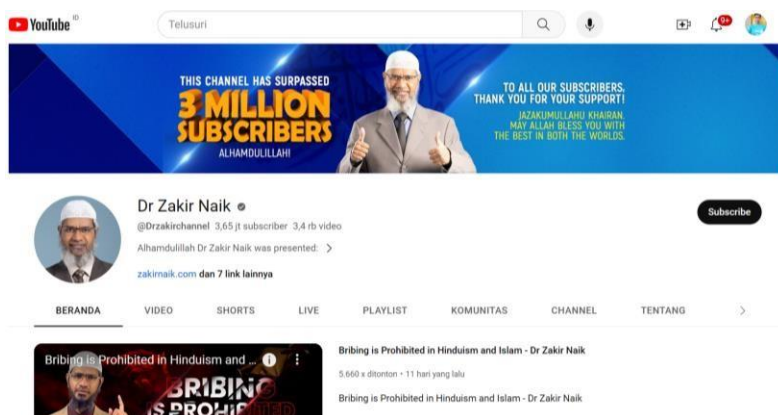 YouTube ID
Telusuri
9+
THIS CHANNEL HAS SURPASSED
3 MILLION
SUBSCRIBERS
ALHAMDULILLAH!
TO ALL OUR SUBSCRIBERS,
THANK YOU FOR YOUR SUPPORT!
JAZAKUMULLAHU KHAIRAN.
MAY ALLAH BLESS YOU WITH
THE BEST IN BOTH THE WORLDS.
Dr Zakir Naik
@Drzakirchannel 3,65 jt subscriber 3,4 rb video
Alhamdulillah Dr Zakir Naik was presented:
zakirnaik.com dan 7 link lainnya
Subscribe
BERANDA VIDEO SHORTS LIVE PLAYLIST KOMUNITAS CHANNEL TENTANG
Bribing is Prohibited in Hinduism and ...
BRIBING
IS PROHIBITED
Bribing is Prohibited in Hinduism and Islam - Dr Zakir Naik
5.660 x ditonton • 11 hari yang lalu
Bribing is Prohibited in Hinduism and Islam - Dr Zakir Naik